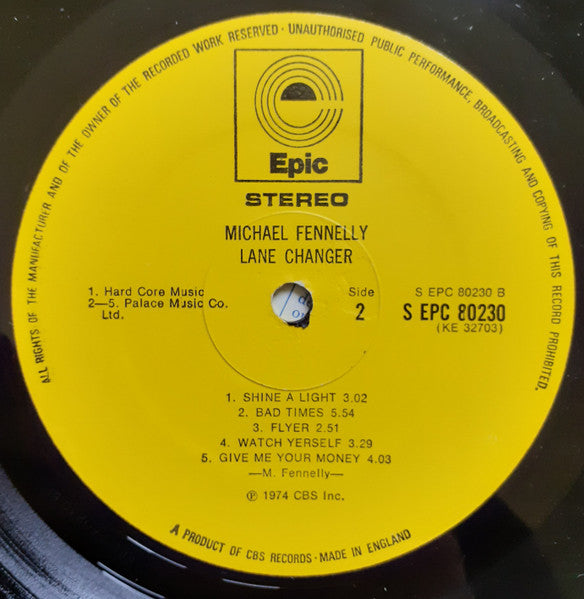 ALL RIGHTS OF THE MANUFACTURER AND OF THE OWNER OF THE RECORDED WORK RESERVED · UNAUTHORISED PUBLIC PERFORMANCE, BROADCASTING AND COPYING OF THIS RECORD PROHIBITED.
Epic
STEREO
MICHAEL FENNELLY
LANE CHANGER
1. Hard Core Music
2—5. Palace Music Co.
Ltd.
Side
2
S EPC 80230 B
S EPC 80230
(KE 32703)
1. SHINE A LIGHT 3.02
2. BAD TIMES 5.54
3. FLYER 2.51
4. WATCH YERSELF 3.29
5. GIVE ME YOUR MONEY 4.03
—M. Fennelly—
℗ 1974 CBS Inc.
A PRODUCT OF CBS RECORDS · MADE IN ENGLAND